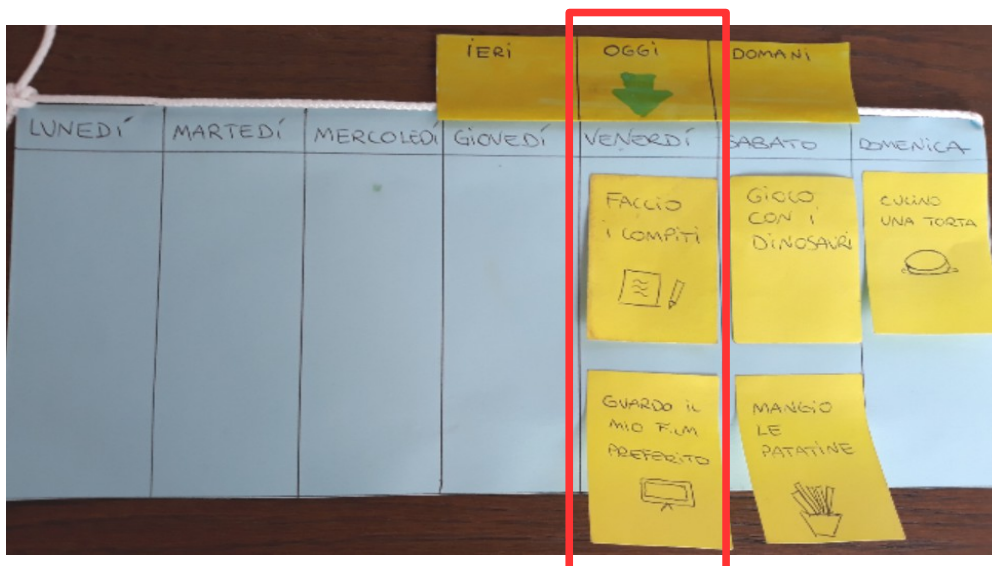 IERI
OGGI
DOMANI
LUNEDÍ
MARTEDÍ
MERCOLEDÍ
GIOVEDÍ
VENERDÍ
SABATO
DOMENICA
FACCIO
I COMPITI
GIOCO
CON I
DINOSAURI
CUCINO
UNA TORTA
GUARDO IL
MIO FILM
PREFERITO
MANGIO
LE
PATATINE